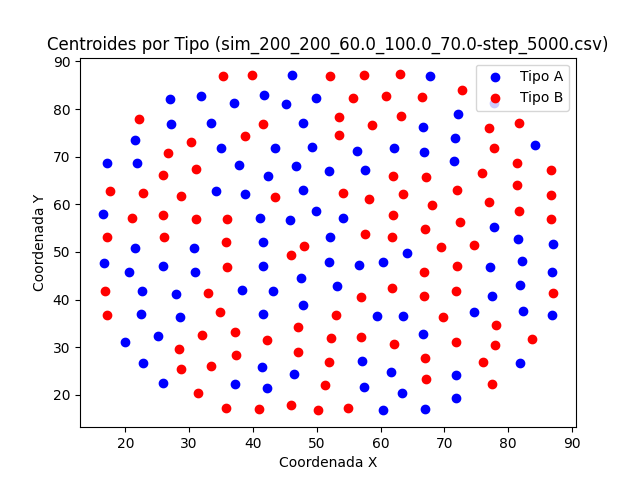 Centroides por Tipo (sim_200_200_60.0_100.0_70.0-step_5000.csv)
Tipo A
Tipo B
90
80
70
60
50
40
30
20
Coordenada Y
20 30 40 50 60 70 80 90
Coordenada X